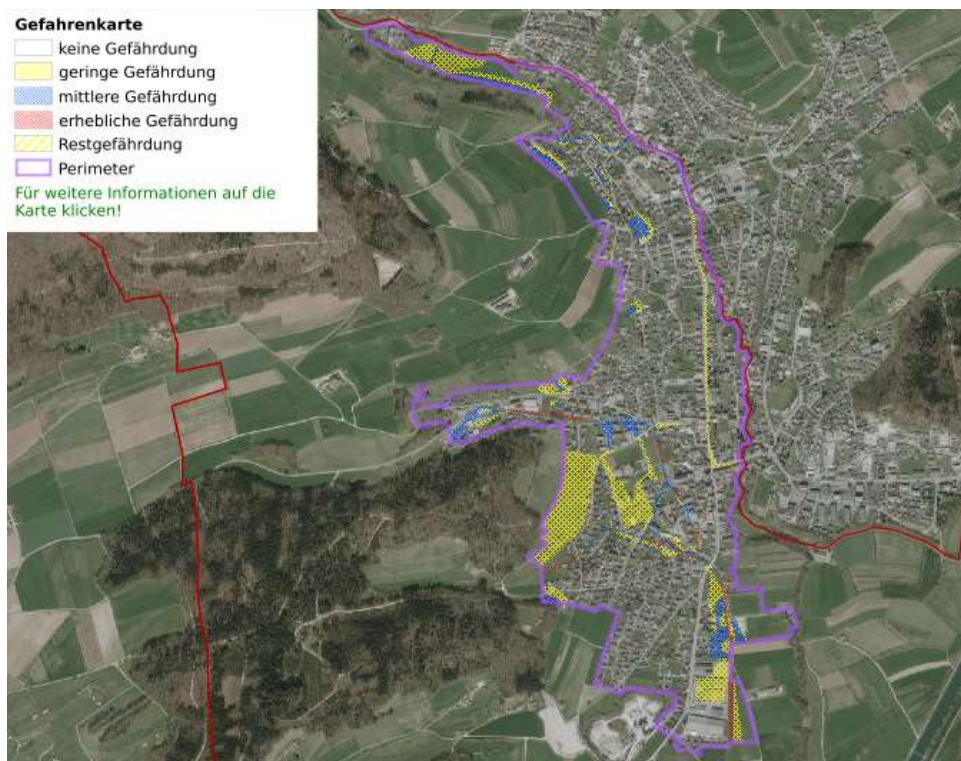 Gefahrenkarte
keine Gefährdung
geringe Gefährdung
mittlere Gefährdung
erhebliche Gefährdung
Restgefährdung
Perimeter
Für weitere Informationen auf die
Karte klicken!